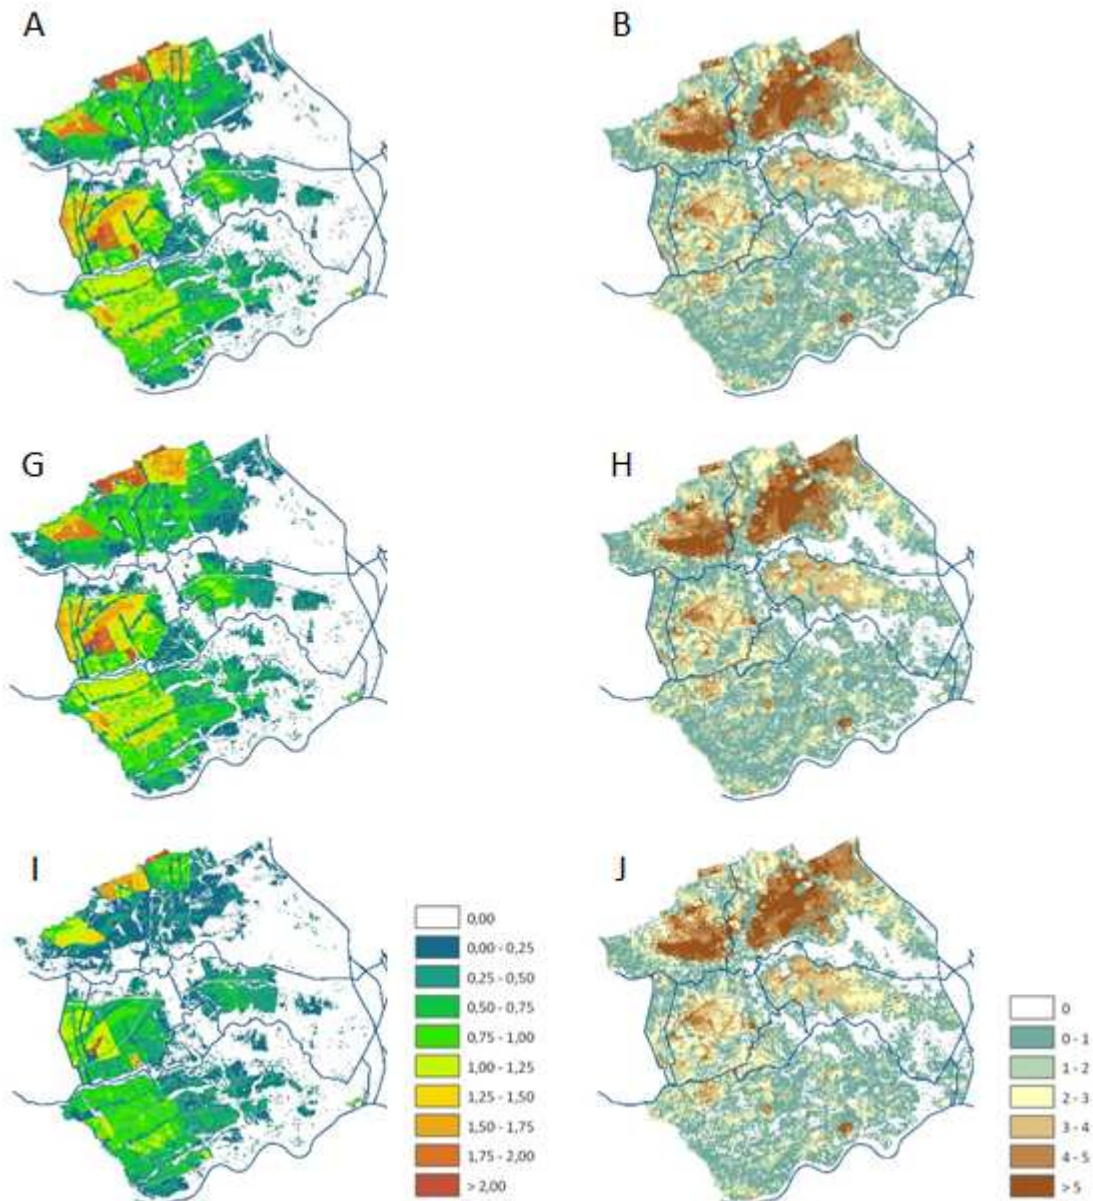 A
B
G
H
I
J
0,00
0,00 - 0,25
0,25 - 0,50
0,50 - 0,75
0,75 - 1,00
1,00 - 1,25
1,25 - 1,50
1,50 - 1,75
1,75 - 2,00
> 2,00
0
0 - 1
1 - 2
2 - 3
3 - 4
4 - 5
> 5